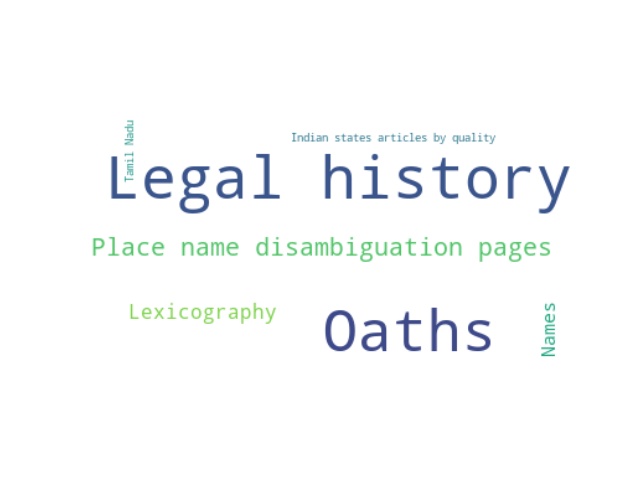 Tamil Nadu
Indian states articles by quality
Legal history
Place name disambiguation pages
Lexicography
Oaths
Names